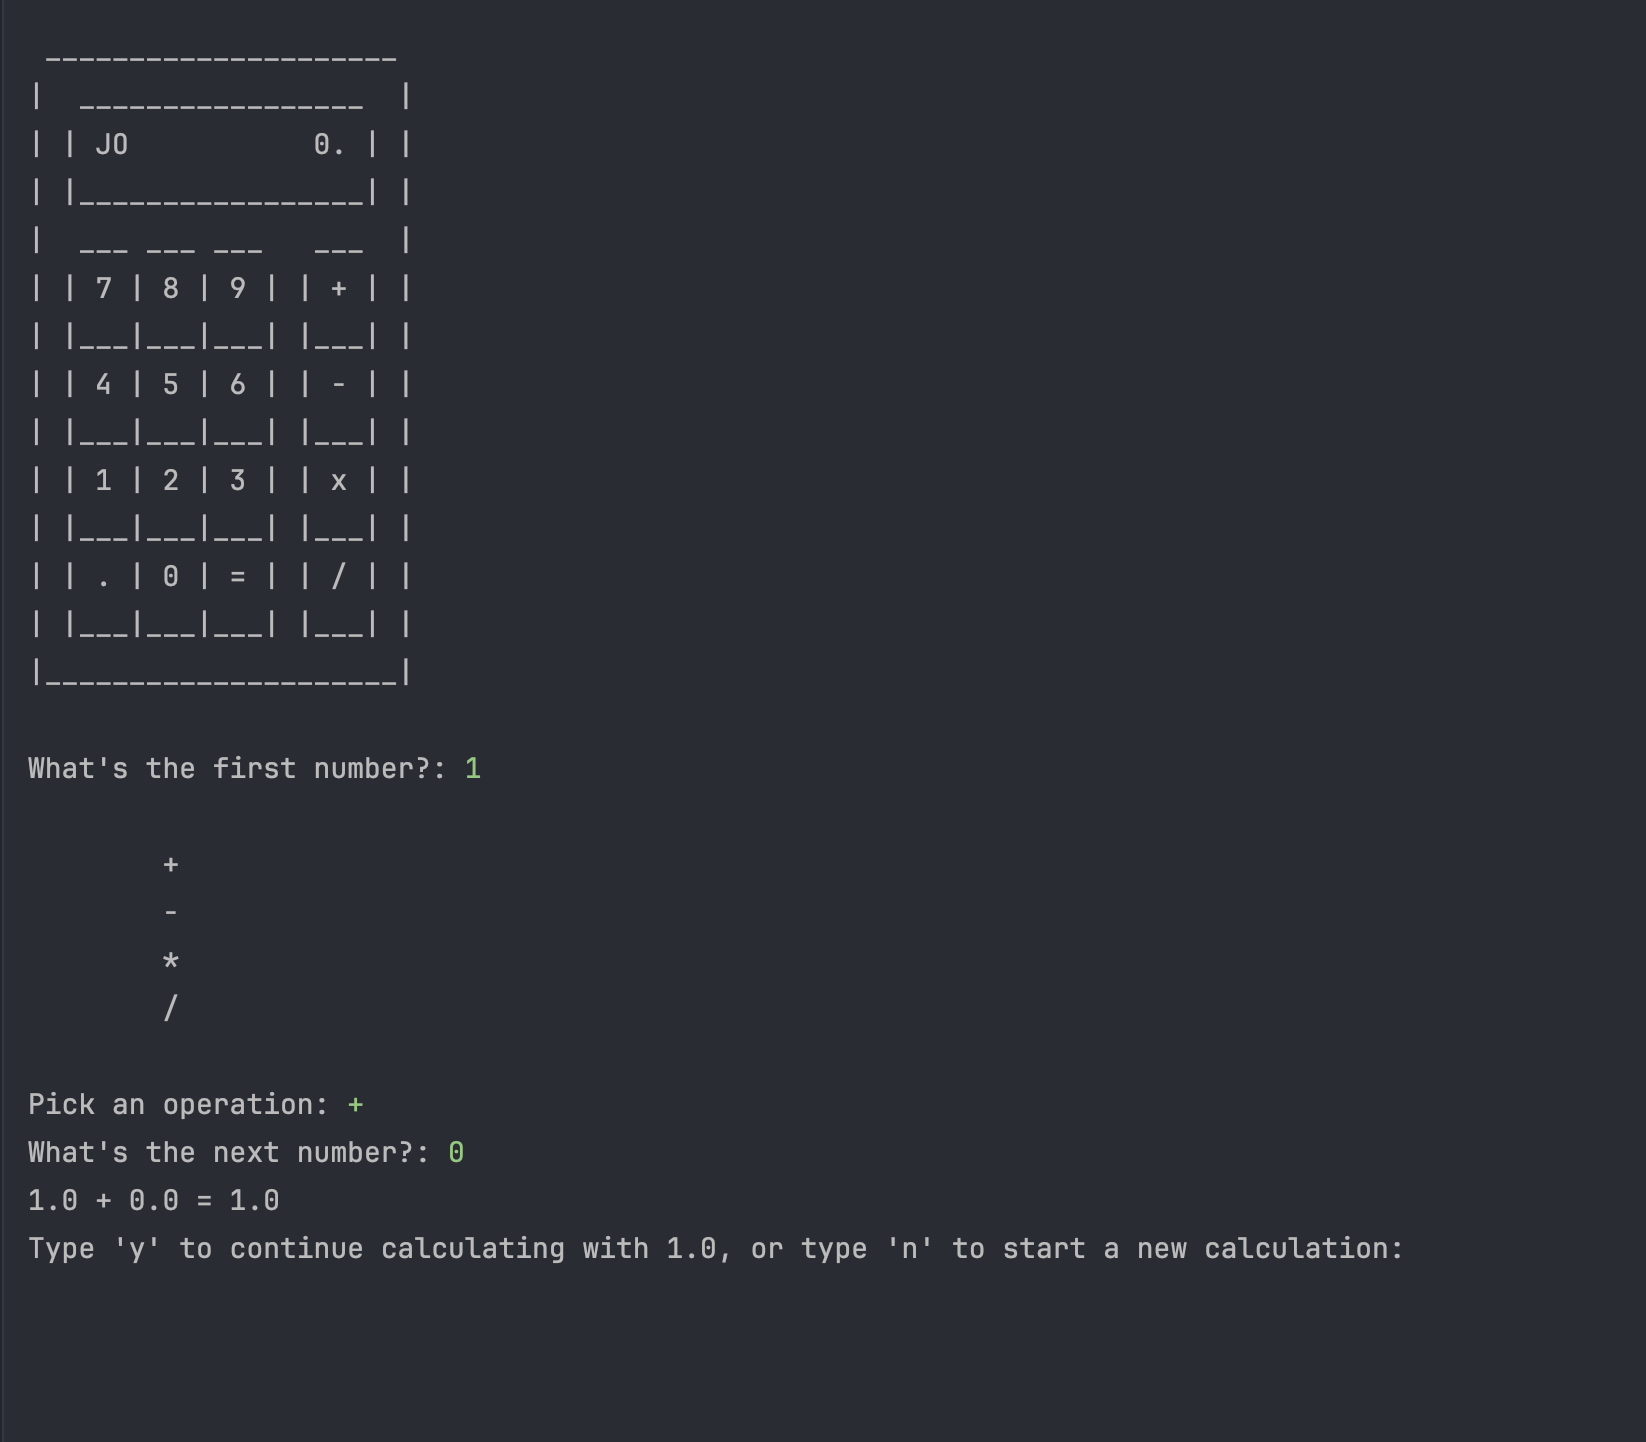 _____________________
|  _________________  |
| | JO           0. | |
| |_________________| |
|  ___ ___ ___   ___  |
| | 7 | 8 | 9 | | + | |
| |___|___|___| |___| |
| | 4 | 5 | 6 | | - | |
| |___|___|___| |___| |
| | 1 | 2 | 3 | | x | |
| |___|___|___| |___| |
| | . | 0 | = | | / | |
| |___|___|___| |___| |
|_____________________|
What's the first number?: 1
+
-
*
/
Pick an operation: +
What's the next number?: 0
1.0 + 0.0 = 1.0
Type 'y' to continue calculating with 1.0, or type 'n' to start a new calculation: